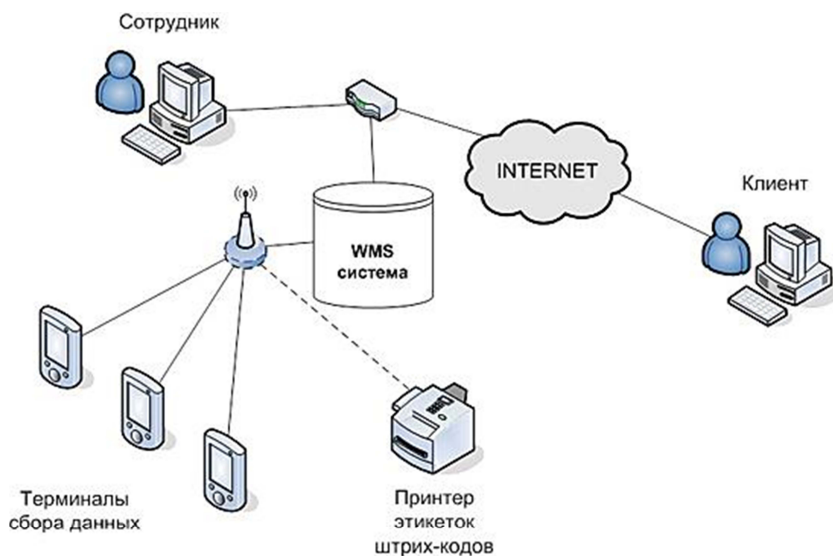 Сотрудник
INTERNET
Клиент
WMS
система
Терминалы
сбора данных
Принтер
этикеток
штрих-кодов